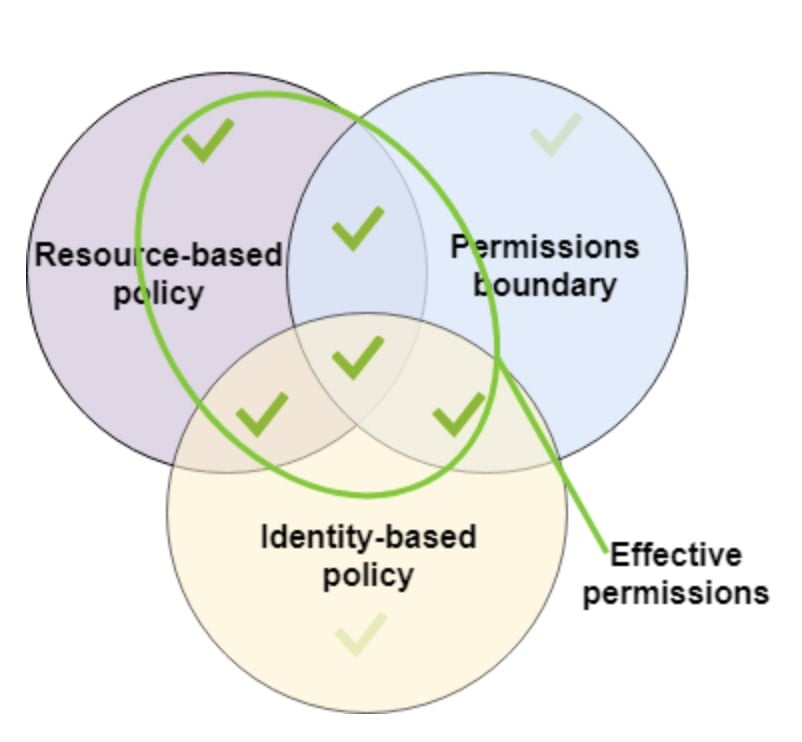 Resource-based
policy
Permissions
boundary
Identity-based
policy
Effective
permissions